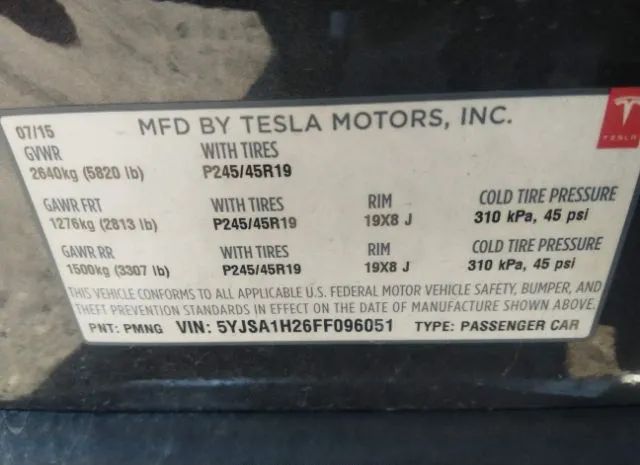 07/15 MFD BY TESLA MOTORS, INC.
GVWR WITH TIRES
2640kg (5820 lb) P245/45R19
GAWR FRT WITH TIRES RIM COLD TIRE PRESSURE
1276kg (2813 lb) P245/45R19 19X8 J 310 kPa, 45 psi
GAWR RR WITH TIRES RIM COLD TIRE PRESSURE
1500kg (3307 lb) P245/45R19 19X8 J 310 kPa, 45 psi
THIS VEHICLE CONFORMS TO ALL APPLICABLE U.S. FEDERAL MOTOR VEHICLE SAFETY, BUMPER, AND
THEFT PREVENTION STANDARDS IN EFFECT ON THE DATE OF MANUFACTURE SHOWN ABOVE.
PNT: PMNG VIN: 5YJSA1H26FF096051 TYPE: PASSENGER CAR
TESLA